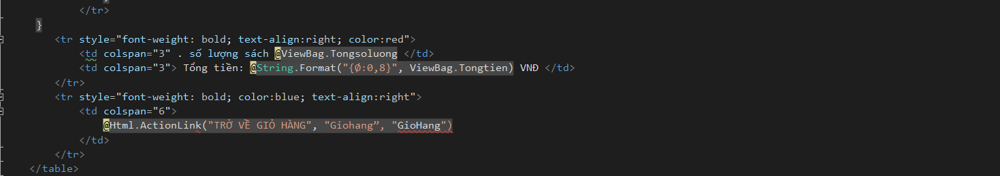 </tr>
}
<tr style="font-weight: bold; text-align:right; color:red">
<td colspan="3" . số lượng sách @ViewBag.Tongsoluong </td>
<td colspan="3"> Tổng tiền: @String.Format("{Ø:0,8}", ViewBag.Tongtien) VNĐ </td>
</tr>
<tr style="font-weight: bold; color:blue; text-align:right">
<td colspan="6">
@Html.ActionLink("TRỞ VỀ GIỎ HÀNG", "Giohang”, "GioHang")
</td>
</tr>
</table>